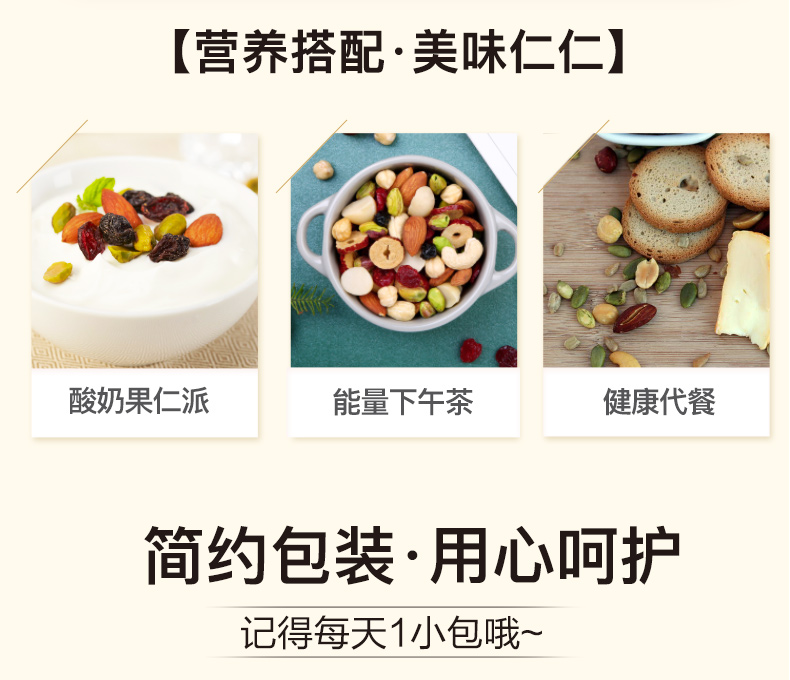 【营养搭配·美味仁仁】
酸奶果仁派
能量下午茶
健康代餐
简约包装·用心呵护
记得每天1小包哦~